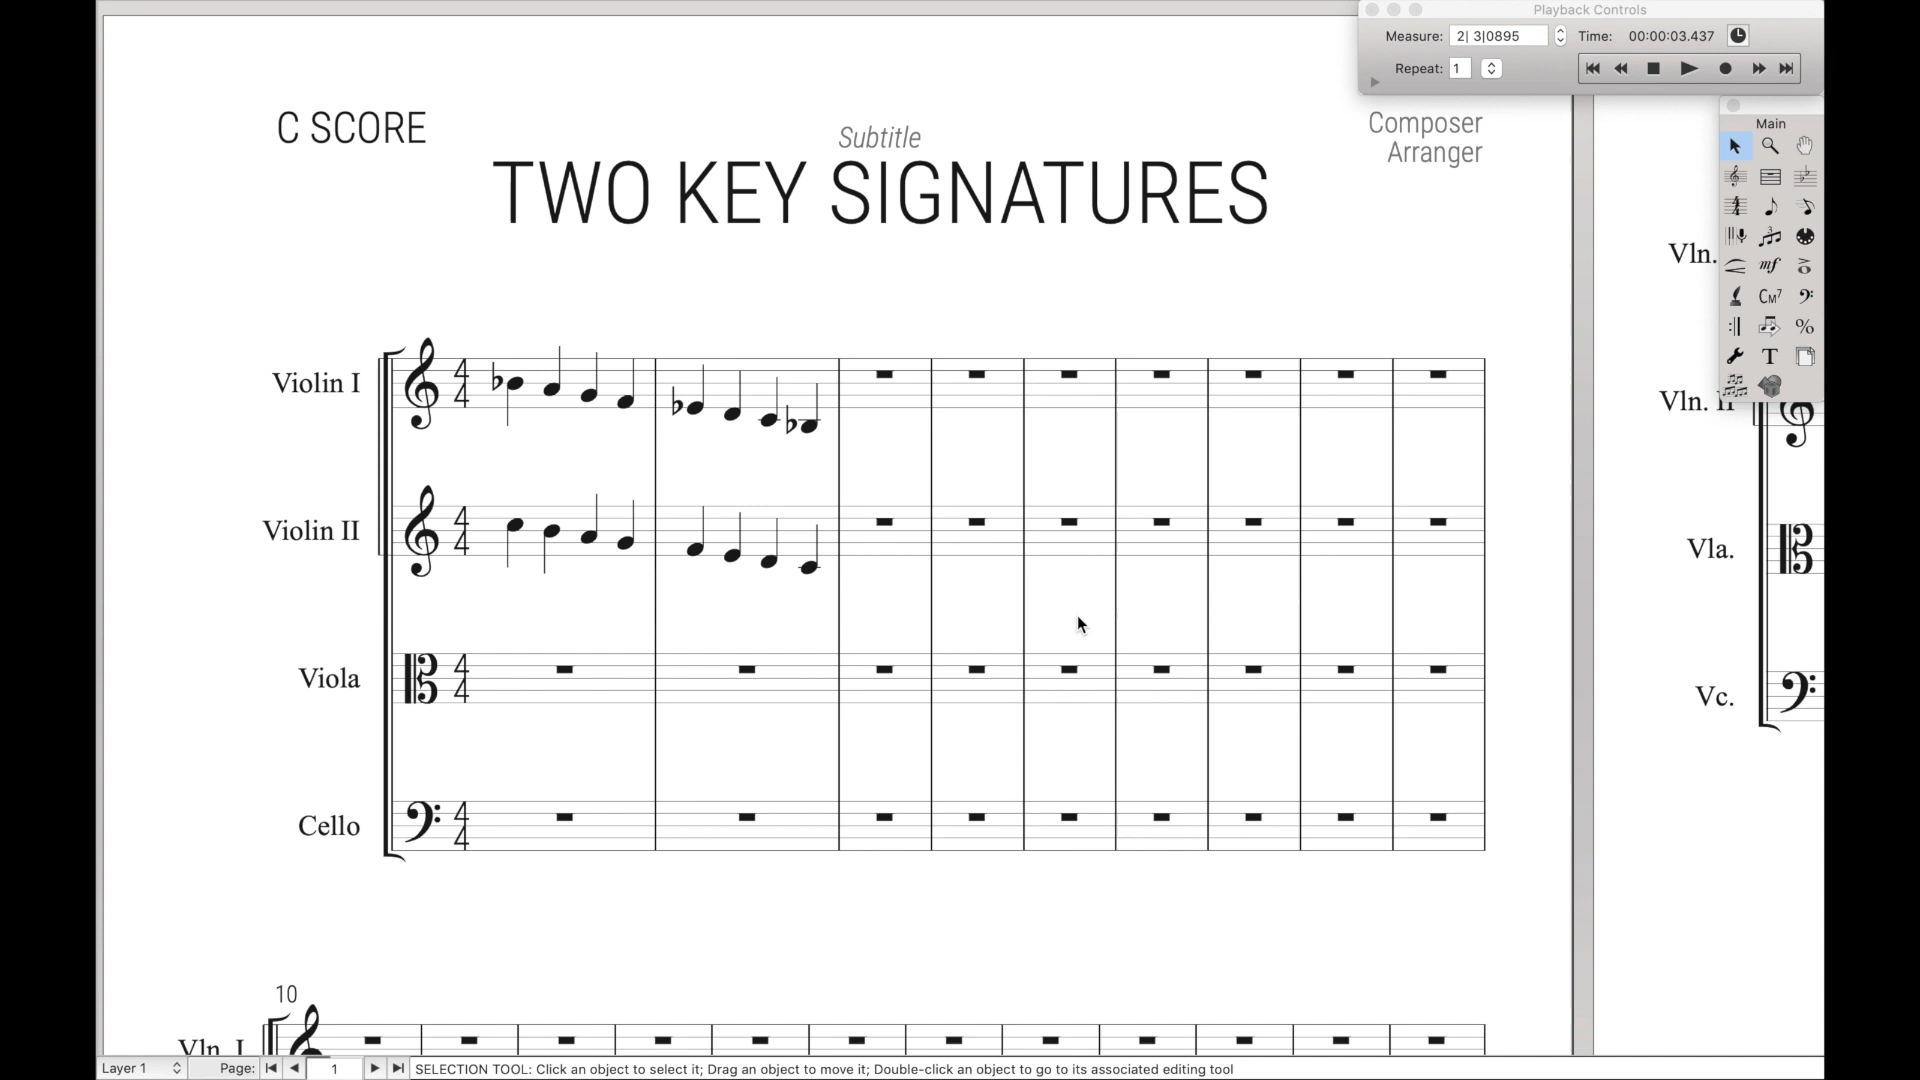 Playback Controls
Measure: 2| 3|0895 Time: 00:00:03.437
Repeat: 1
C SCORE
Subtitle
TWO KEY SIGNATURES
Composer
Arranger
Main
mf
CM7
%
T
Violin I
Violin II
Viola
Cello
Vln.
Vln. II
Vla.
Vc.
10
Vln. I
Layer 1 Page: 1 SELECTION TOOL: Click an object to select it; Drag an object to move it; Double-click an object to go to its associated editing tool